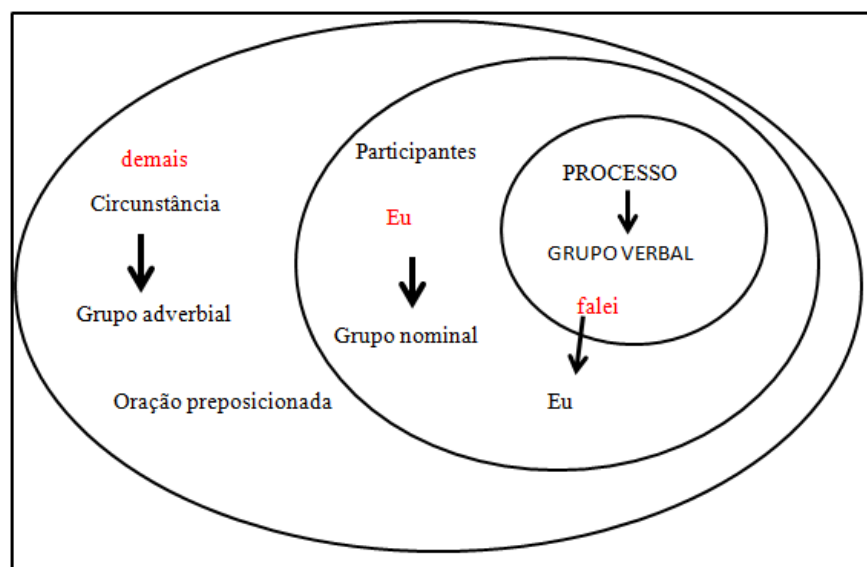 demais
Circunstância
Grupo adverbial
Oração preposicionada
Participantes
Eu
Grupo nominal
PROCESSO
GRUPO VERBAL
falei
Eu